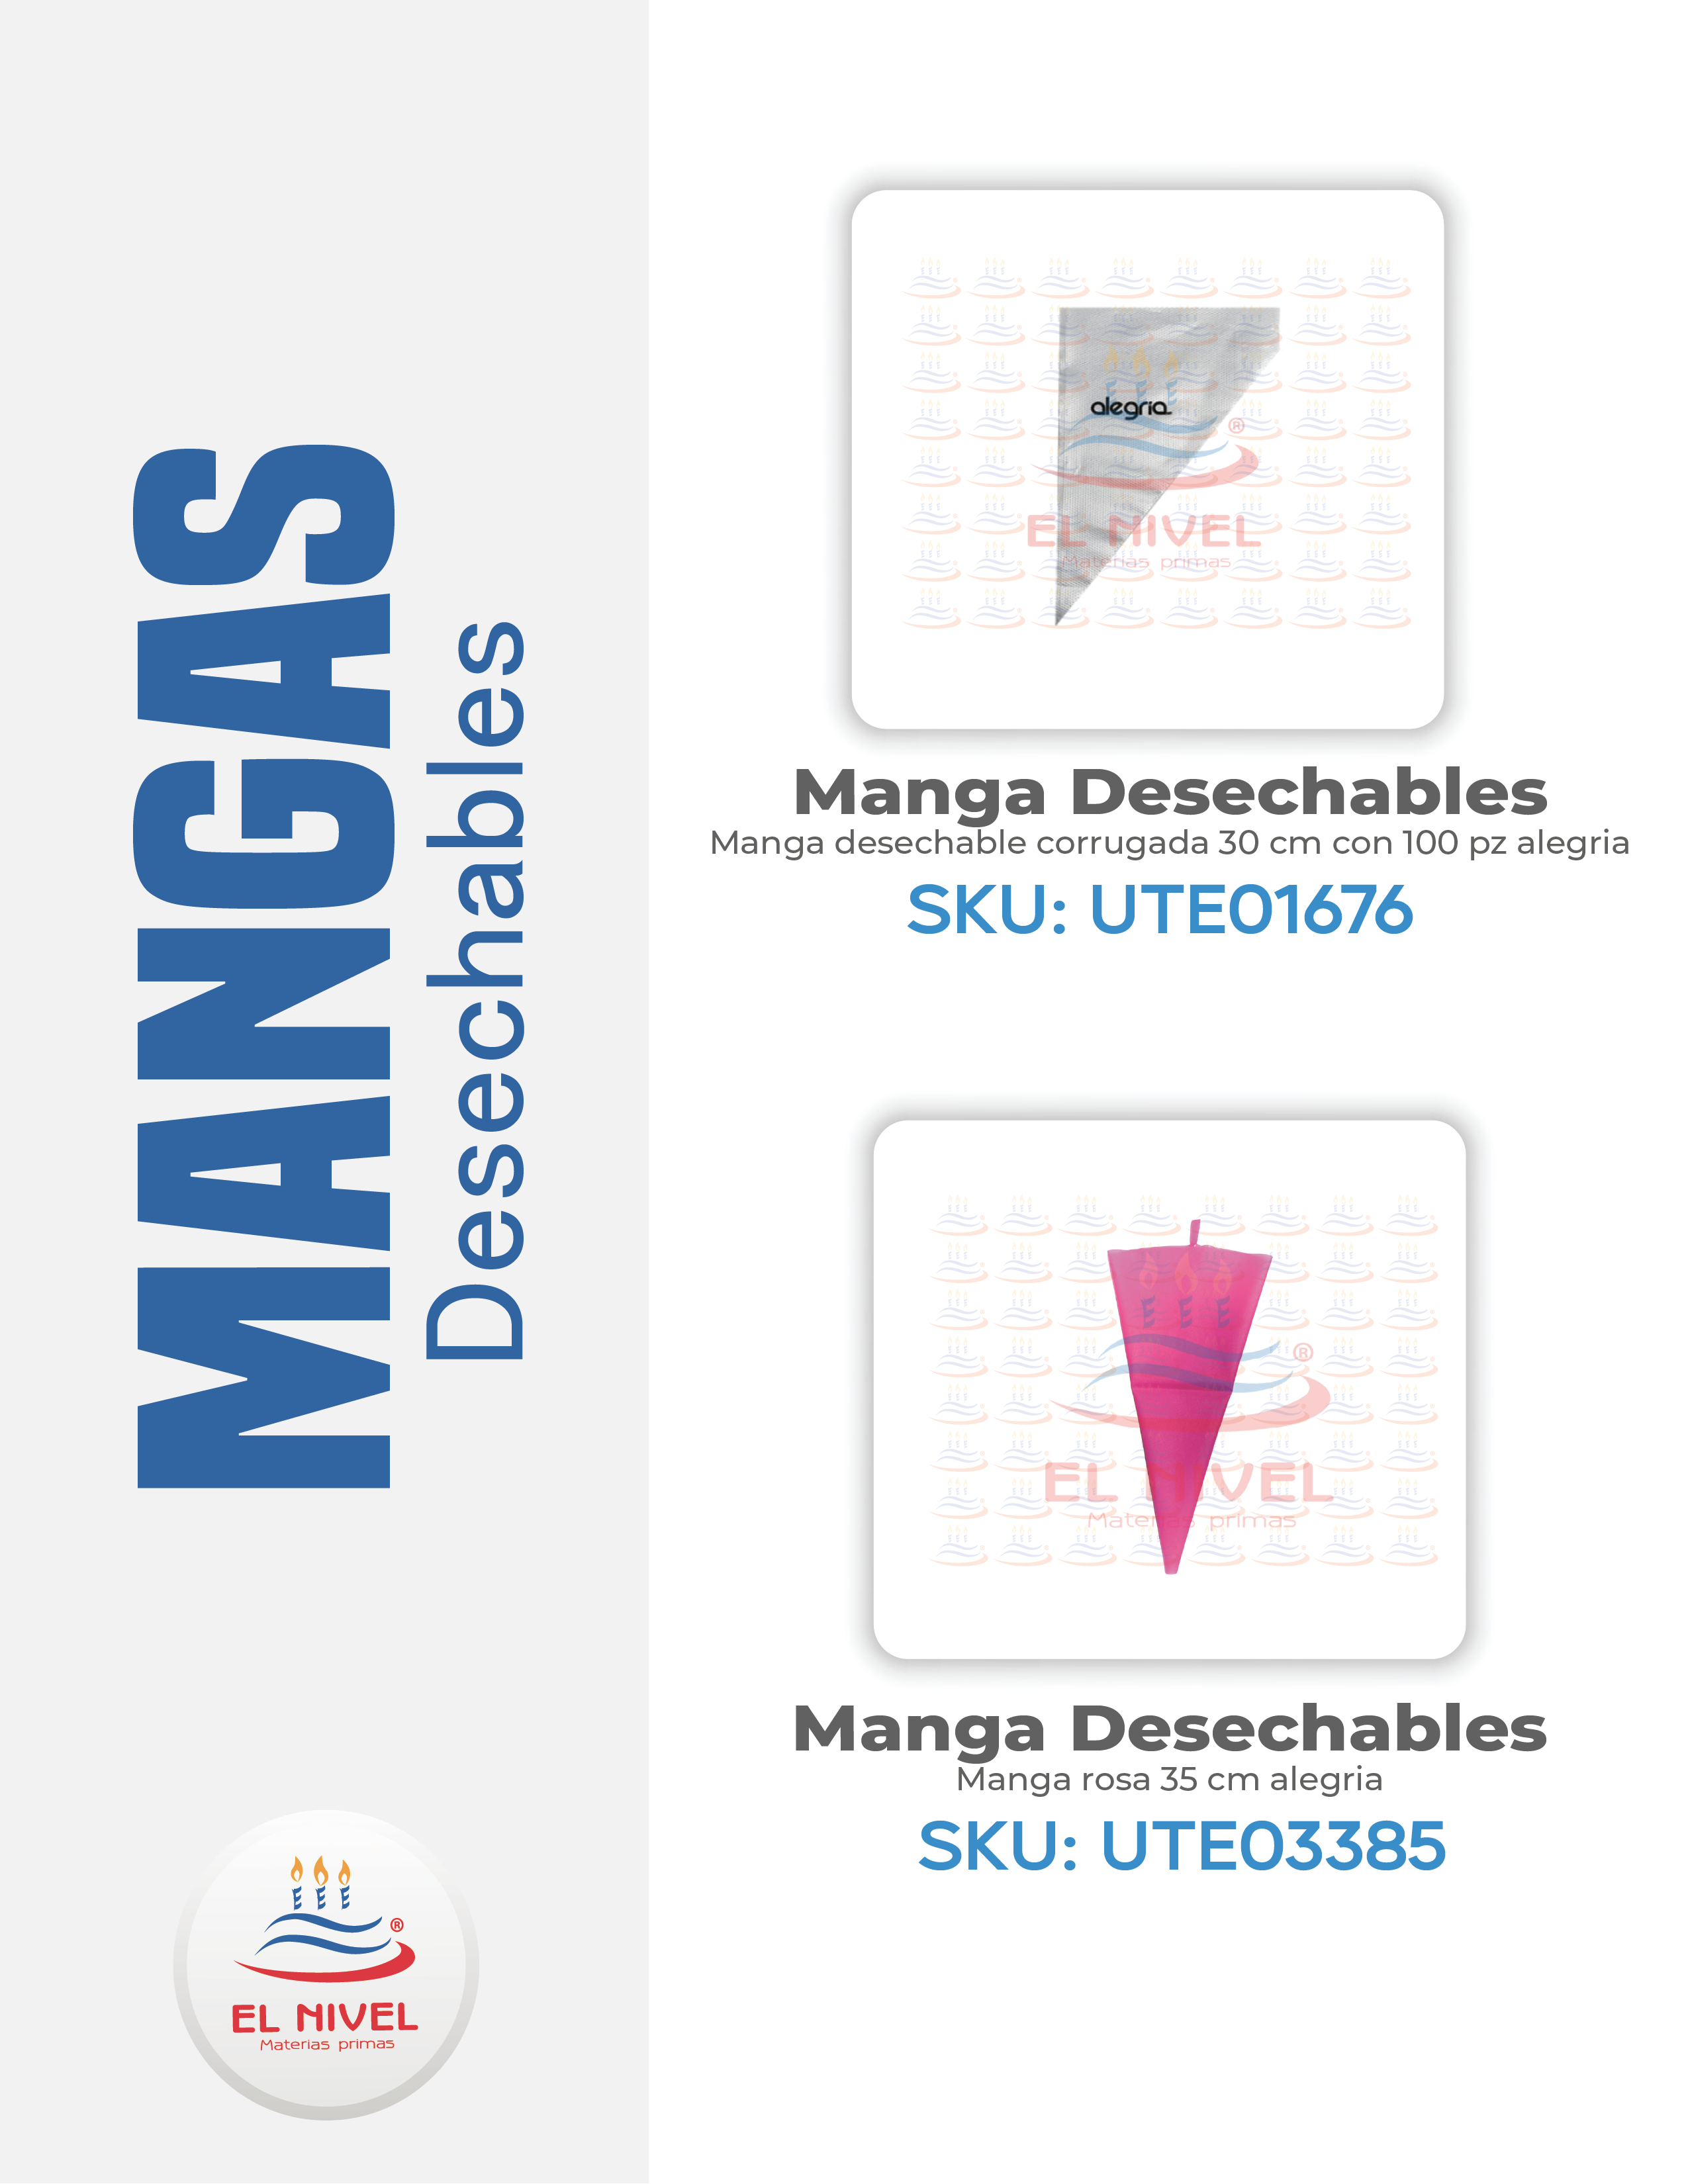 MANGAS
Desechables
alegria
®
EL NIVEL
Materias primas
Manga Desechables
Manga desechable corrugada 30 cm con 100 pz alegria
SKU: UTE01676
®
EL NIVEL
Materias primas
Manga Desechables
Manga rosa 35 cm alegria
SKU: UTE03385
®
EL NIVEL
Materias primas